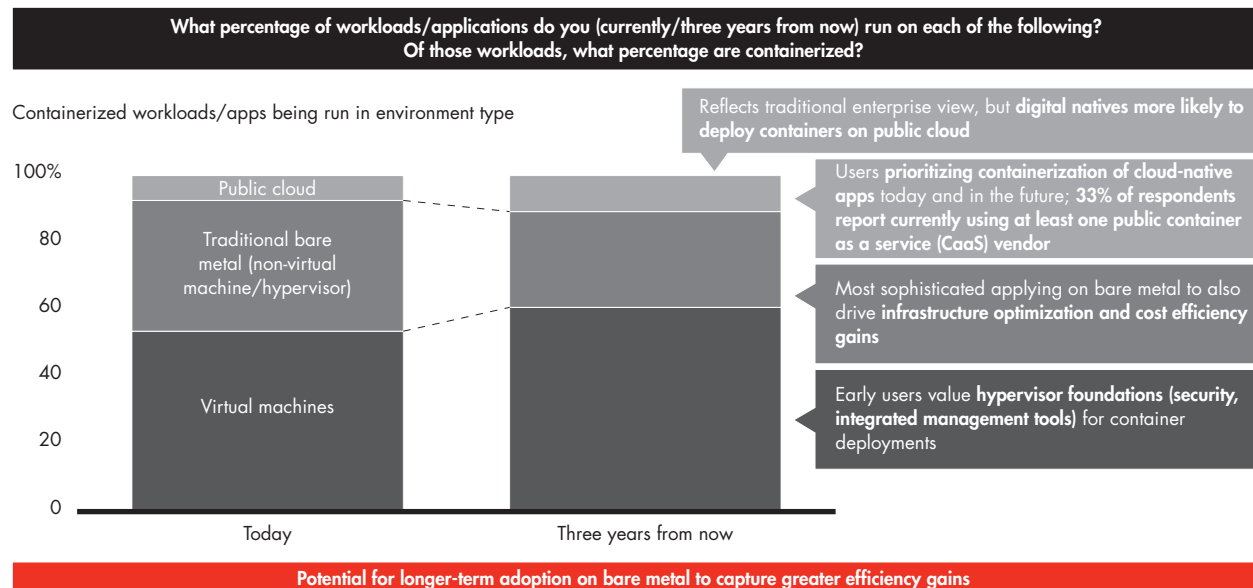 What percentage of workloads/applications do you (currently/three years from now) run on each of the following?
Of those workloads, what percentage are containerized?
Containerized workloads/apps being run in environment type
Reflects traditional enterprise view, but digital natives more likely to
deploy containers on public cloud
100%
80
60
40
20
0
Public cloud
Traditional bare
metal (non-virtual
machine/hypervisor)
Virtual machines
Users prioritizing containerization of cloud-native
apps today and in the future; 33% of respondents
report currently using at least one public container
as a service (CaaS) vendor
Most sophisticated applying on bare metal to also
drive infrastructure optimization and cost efficiency
gains
Early users value hypervisor foundations (security,
integrated management tools) for container
deployments
Today
Three years from now
Potential for longer-term adoption on bare metal to capture greater efficiency gains